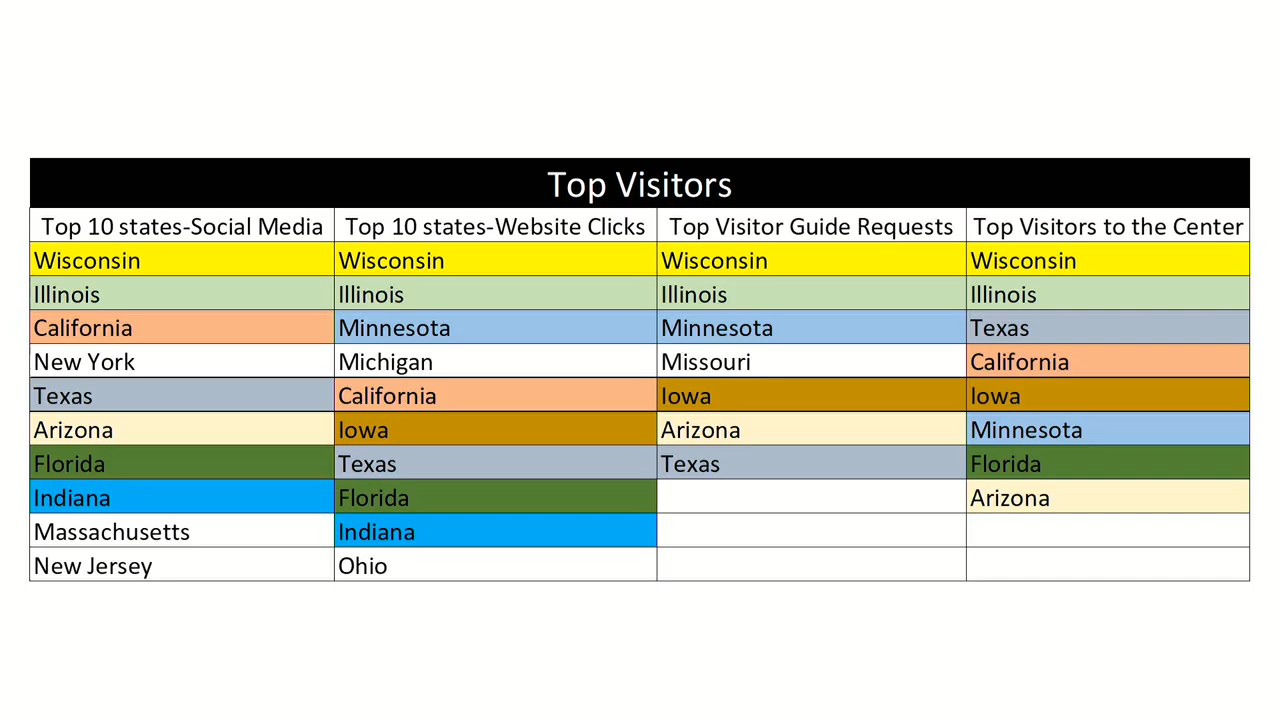 Top Visitors
Top 10 states-Social Media Top 10 states-Website Clicks Top Visitor Guide Requests Top Visitors to the Center
Wisconsin Wisconsin Wisconsin Wisconsin
Illinois Illinois Illinois Illinois
California Minnesota Minnesota Texas
New York Michigan Missouri California
Texas California Iowa Iowa
Arizona Iowa Arizona Minnesota
Florida Texas Texas Florida
Indiana Florida Arizona
Massachusetts Indiana
New Jersey Ohio